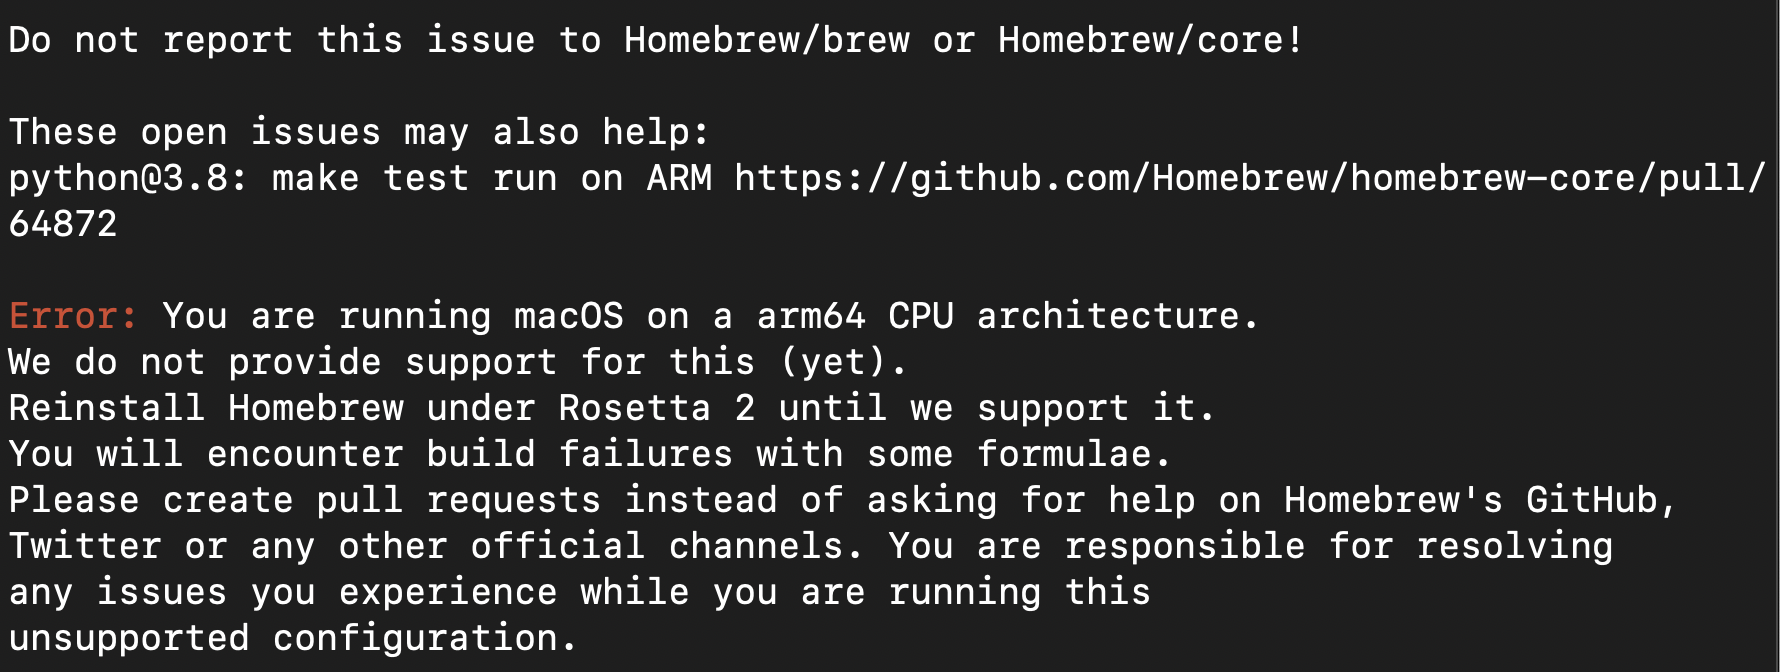 Do not report this issue to Homebrew/brew or Homebrew/core!
These open issues may also help:
python@3.8: make test run on ARM https://github.com/Homebrew/homebrew-core/pull/
64872
Error: You are running macOS on a arm64 CPU architecture.
We do not provide support for this (yet).
Reinstall Homebrew under Rosetta 2 until we support it.
You will encounter build failures with some formulae.
Please create pull requests instead of asking for help on Homebrew's GitHub,
Twitter or any other official channels. You are responsible for resolving
any issues you experience while you are running this
unsupported configuration.